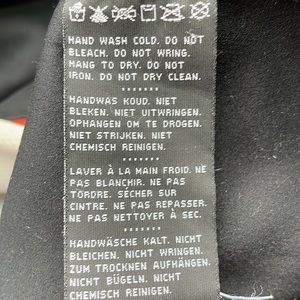 HAND WASH COLD. DO NOT
BLEACH. DO NOT WRING.
HANG TO DRY. DO NOT
IRON. DO NOT DRY CLEAN.
*******
HANDWAS KOUD. NIET
BLEKEN. NIET UITWRINGEN.
OPHANGEN OM TE DROGEN.
NIET STRIJKEN. NIET
CHEMISCH REINIGEN.
*******
LAVER À LA MAIN FROID. NE
PAS BLANCHIR. NE PAS
TORDRE. SÉCHER SUR
CINTRE. NE PAS REPASSER.
NE PAS NETTOYER À SEC.
*******
HANDWÄSCHE KALT. NICHT
BLEICHEN. NICHT WRINGEN.
ZUM TROCKNEN AUFHÄNGEN.
NICHT BÜGELN. NICHT
CHEMISCH REINIGEN.